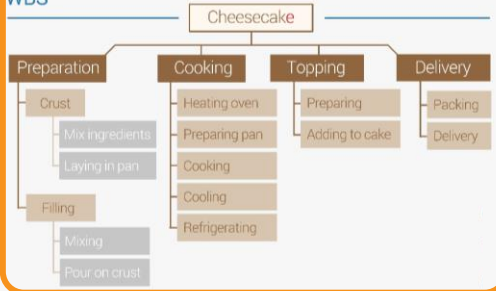 WBS
Cheesecake
Preparation
Crust
Mix ingredients
Laying in pan
Filling
Mixing
Pour on crust
Cooking
Heating oven
Preparing pan
Cooking
Cooling
Refrigerating
Topping
Preparing
Adding to cake
Delivery
Packing
Delivery